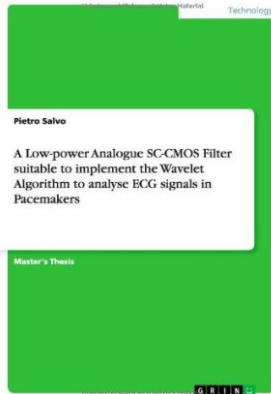 Technology
Pietro Salvo
A Low-power Analogue SC-CMOS Filter
suitable to implement the Wavelet
Algorithm to analyse ECG signals in
Pacemakers
Master's Thesis
GRIN